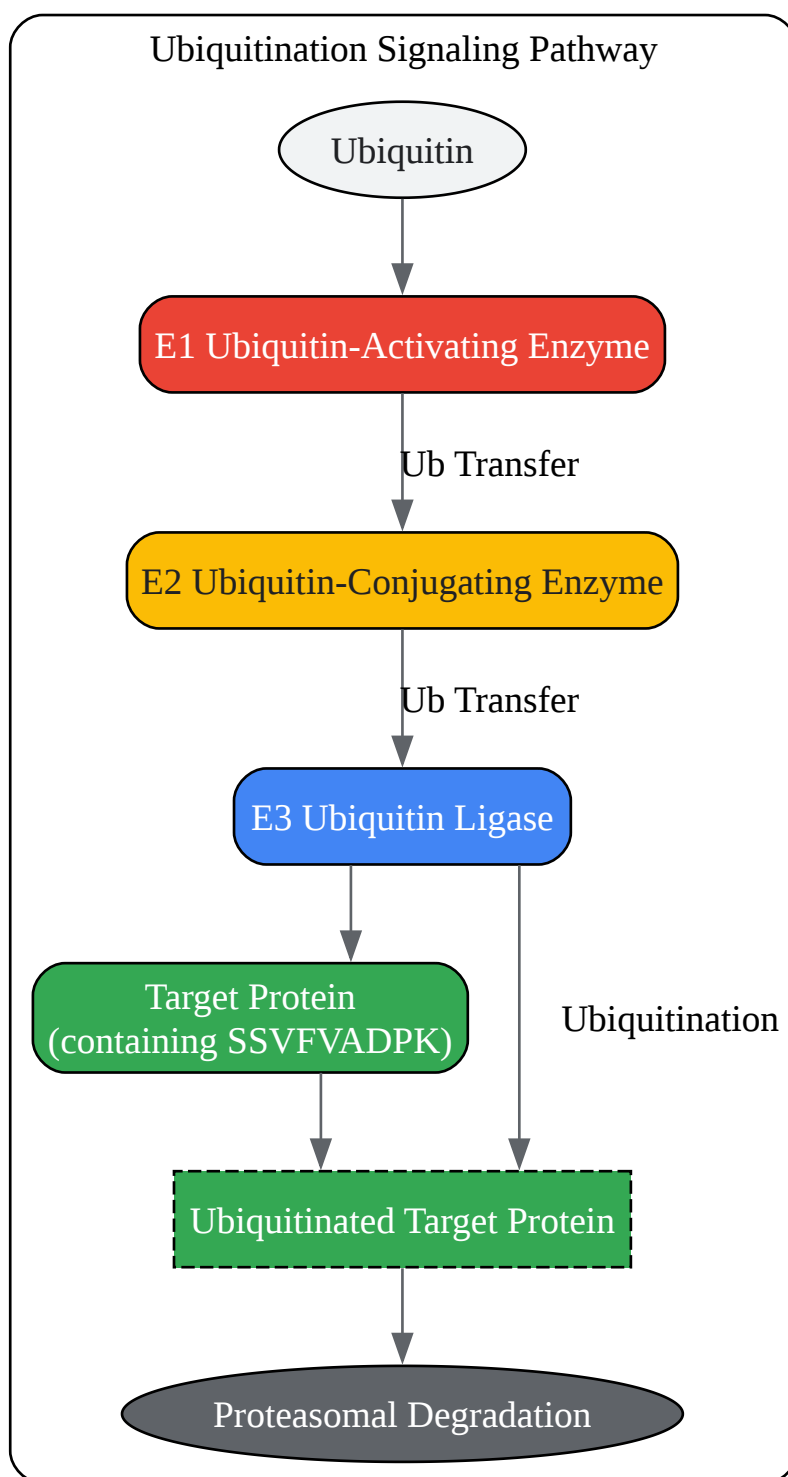 Ubiquitination Signaling Pathway
Ubiquitin
E1 Ubiquitin-Activating Enzyme
Ub Transfer
E2 Ubiquitin-Conjugating Enzyme
Ub Transfer
E3 Ubiquitin Ligase
Target Protein
(containing SSVFVADPK)
Ubiquitination
Ubiquitinated Target Protein
Proteasomal Degradation